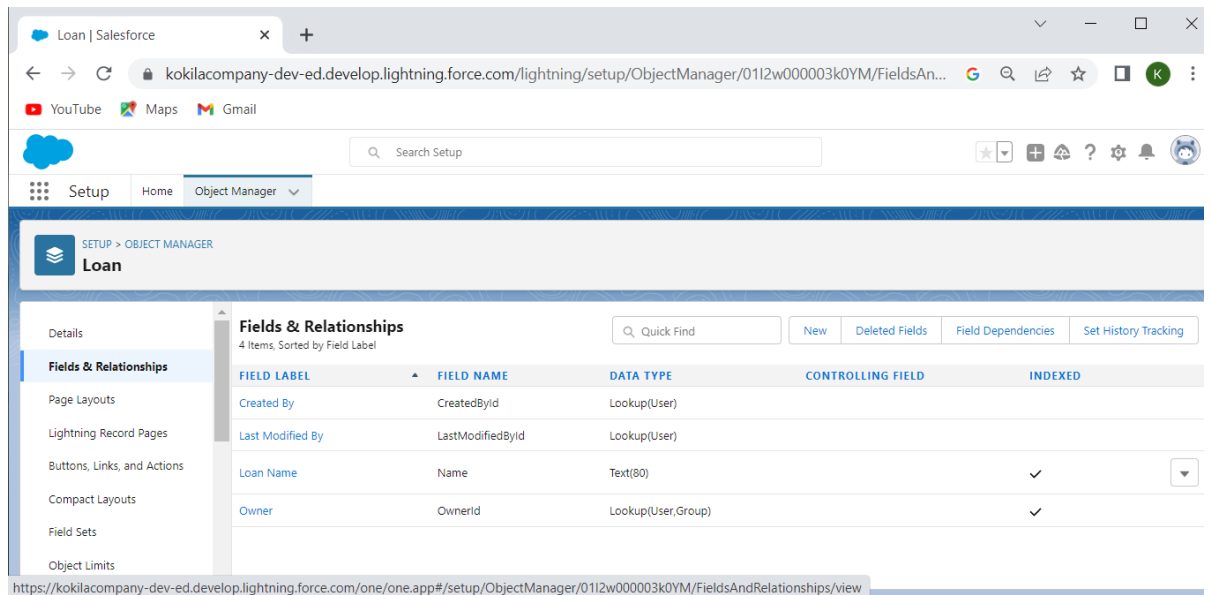 Loan | Salesforce
kokilacompany-dev-ed.develop.lightning.force.com/lightning/setup/ObjectManager/01I2w000003k0YM/FieldsAn...
G
K
YouTube Maps Gmail
Search Setup
Setup Home Object Manager
SETUP > OBJECT MANAGER
Loan
Details
Fields & Relationships
Page Layouts
Lightning Record Pages
Buttons, Links, and Actions
Compact Layouts
Field Sets
Object Limits
Fields & Relationships
4 Items, Sorted by Field Label
Quick Find New Deleted Fields Field Dependencies Set History Tracking
FIELD LABEL FIELD NAME DATA TYPE CONTROLLING FIELD INDEXED
Created By CreatedById Lookup(User)
Last Modified By LastModifiedById Lookup(User)
Loan Name Name Text(80)
Owner OwnerId Lookup(User,Group)
https://kokilacompany-dev-ed.develop.lightning.force.com/one/one.app#/setup/ObjectManager/01I2w000003k0YM/FieldsAndRelationships/view